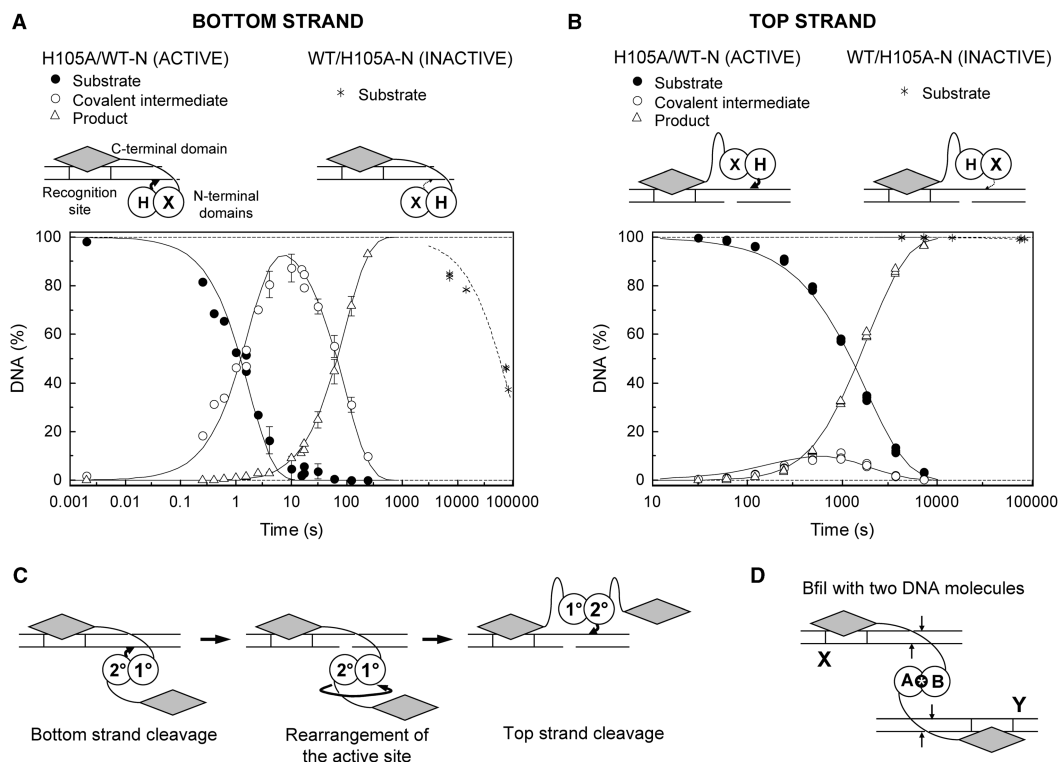 A
BOTTOM STRAND
H105A/WT-N (ACTIVE)
WT/H105A-N (INACTIVE)
Substrate
Covalent intermediate
Product
Substrate
C-terminal domain
Recognition
site
N-terminal
domains
H X
X H
DNA (%)
100
80
60
40
20
0
0.001 0.1 1 10 100 1000 10000 100000
Time (s)
B
TOP STRAND
H105A/WT-N (ACTIVE)
WT/H105A-N (INACTIVE)
Substrate
Covalent intermediate
Product
Substrate
X H
H X
DNA (%)
100
80
60
40
20
0
10 100 1000 10000 100000
Time (s)
C
2° 1°
Bottom strand cleavage
2° 1°
Rearrangement of
the active site
1° 2°
Top strand cleavage
D
BfiI with two DNA molecules
X
A B
Y